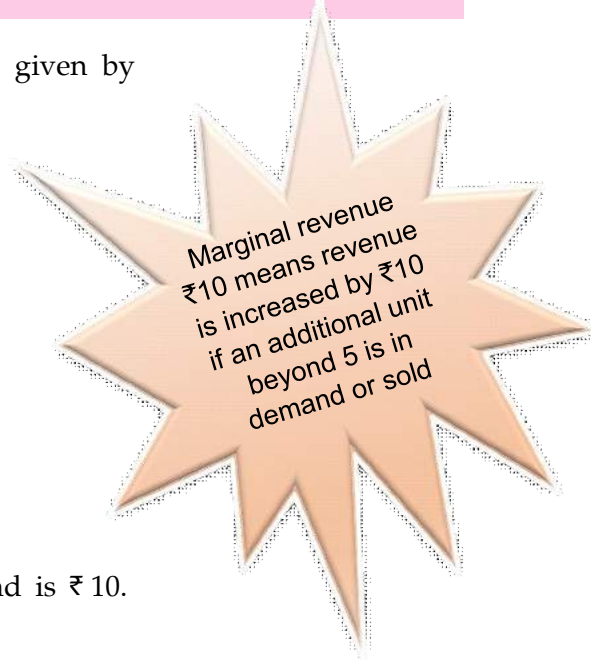 given by
Marginal revenue
₹10 means revenue
is increased by ₹10
if an additional unit
beyond 5 is in
demand or sold
is ₹ 10.